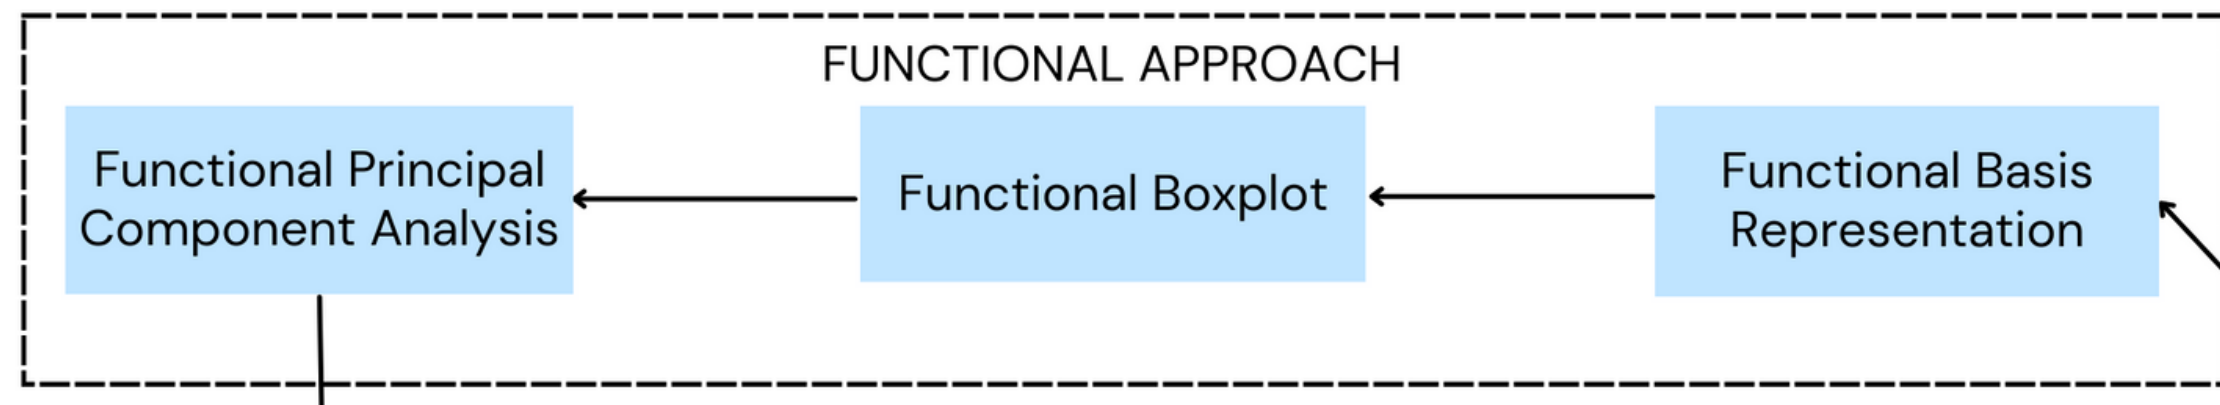 FUNCTIONAL APPROACH
Functional Principal
Component Analysis
Functional Boxplot
Functional Basis
Representation